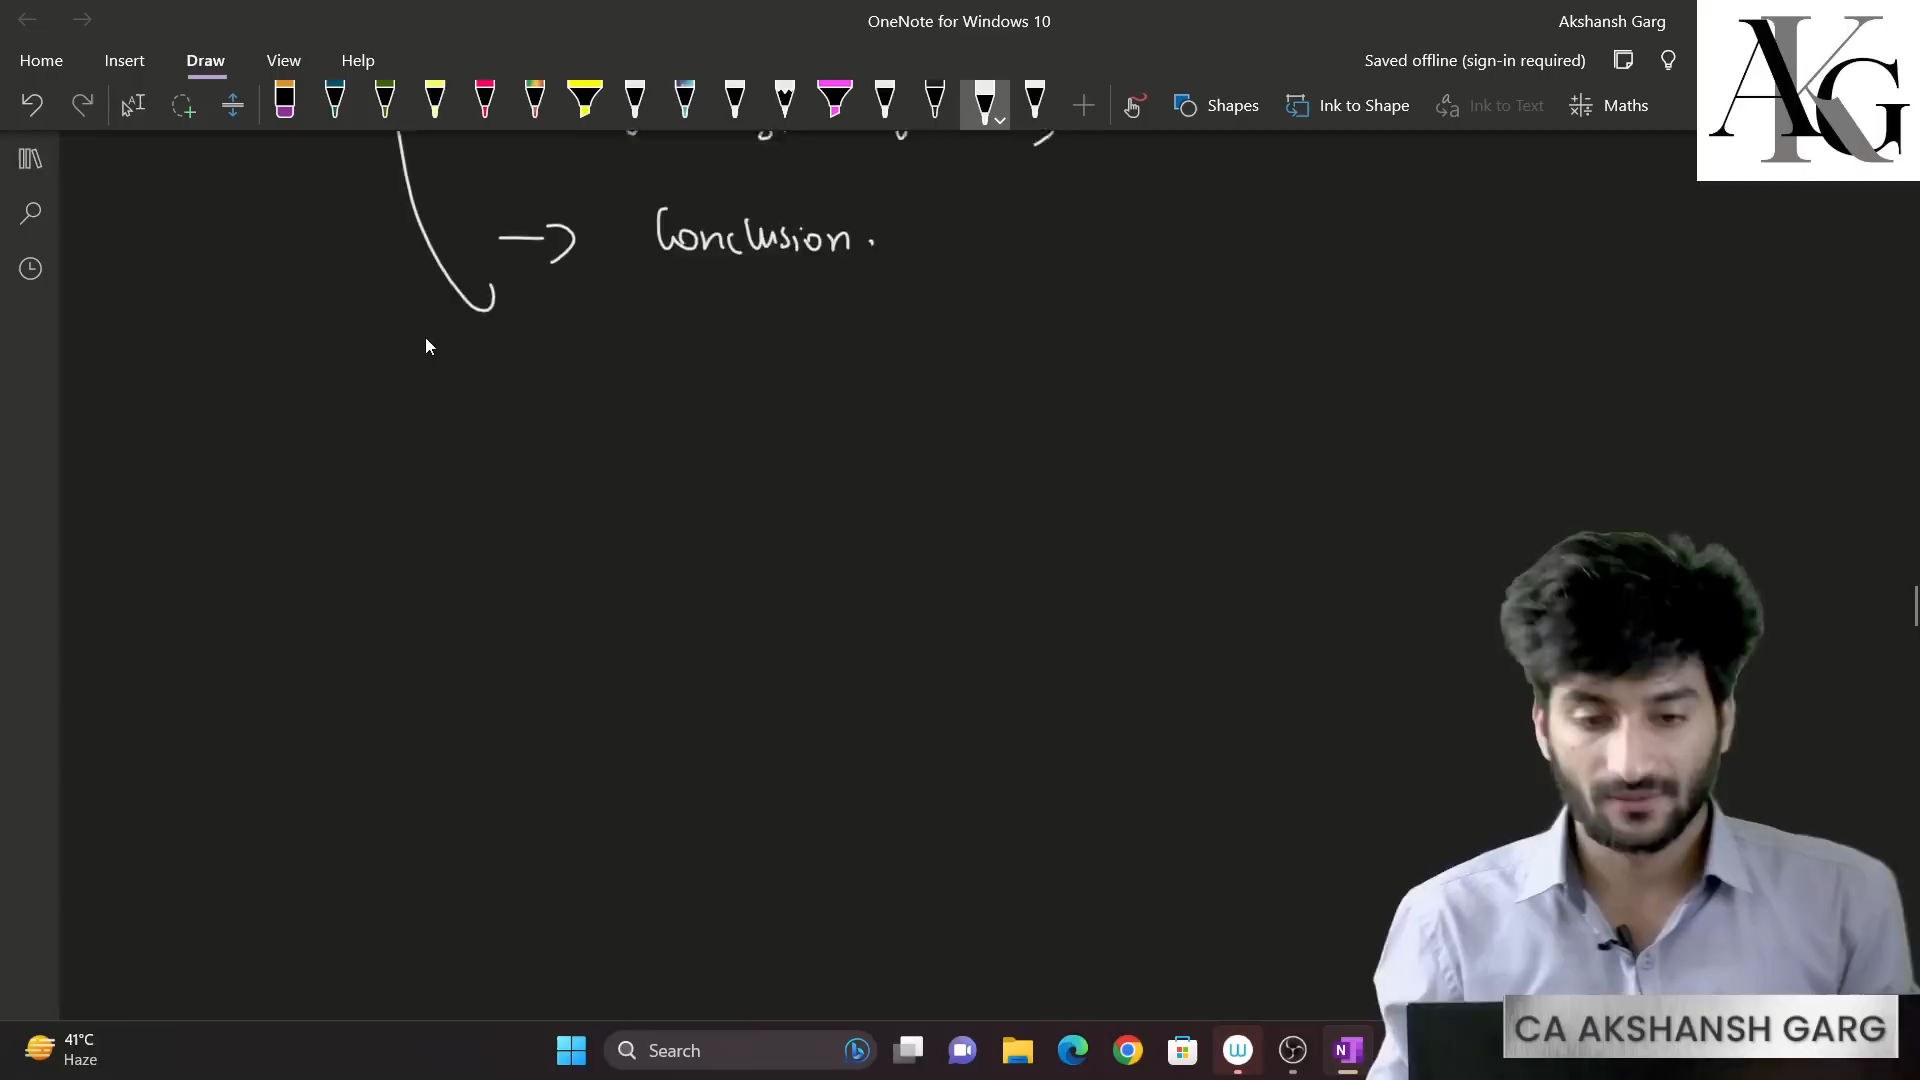 OneNote for Windows 10
Akshansh Garg
Home Insert Draw View Help
Saved offline (sign-in required)
Shapes Ink to Shape Ink to Text Maths
AKG
Conclusion.
CA AKSHANSH GARG
41°C
Haze
Search